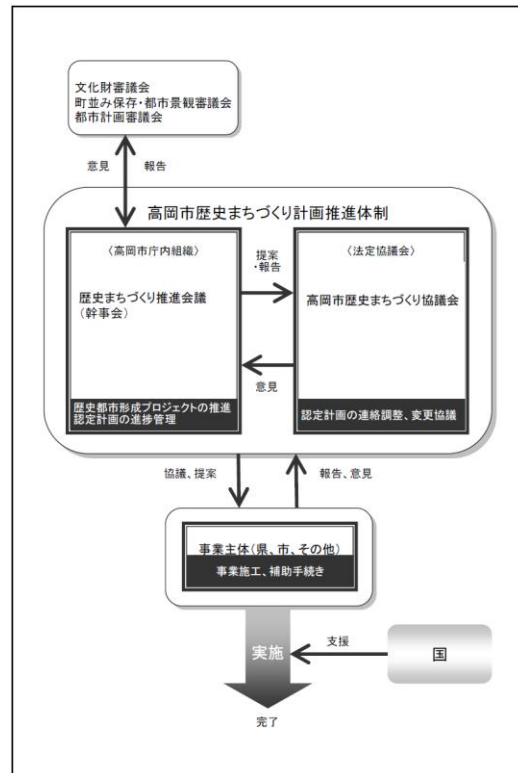 文化財審議会
町並み保存・都市景観審議会
都市計画審議会
意見
報告
高岡市歴史まちづくり計画推進体制
〈高岡市庁内組織〉
歴史まちづくり推進会議
（幹事会）
歴史都市形成プロジェクトの推進
認定計画の進捗管理
提案
・報告
意見
〈法定協議会〉
高岡市歴史まちづくり協議会
認定計画の連絡調整、変更協議
協議、提案
報告、意見
事業主体（県、市、その他）
事業施工、補助手続き
実施
支援
国
完了